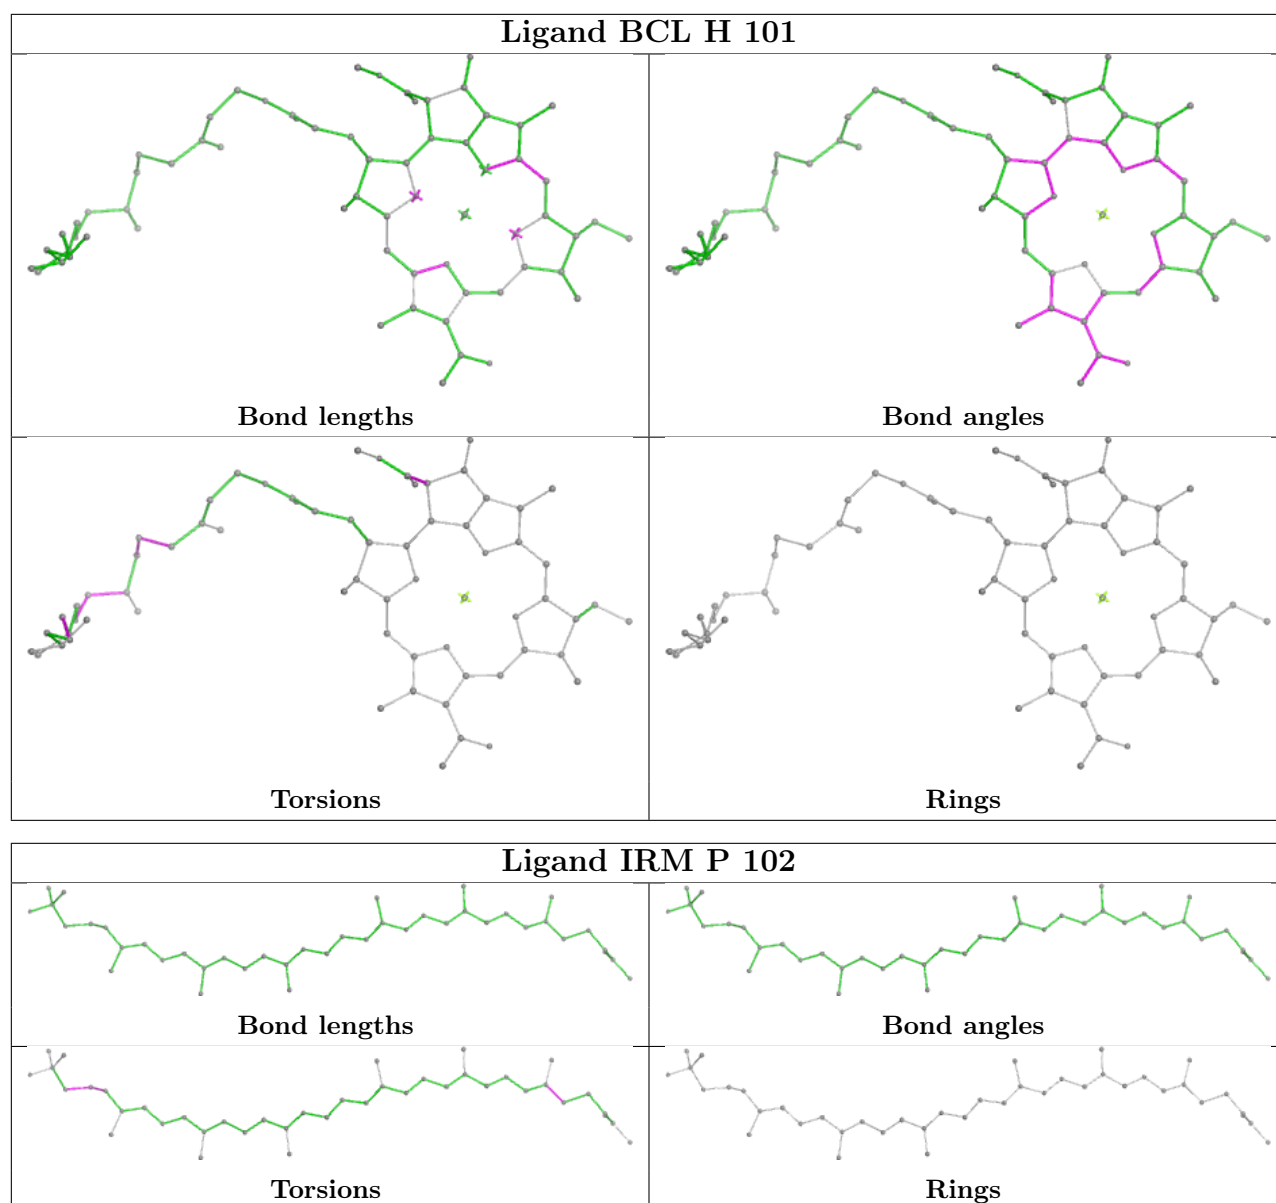 Ligand BCL H 101
Bond lengths
Bond angles
Torsions
Rings
Ligand IRM P 102
Bond lengths
Bond angles
Torsions
Rings